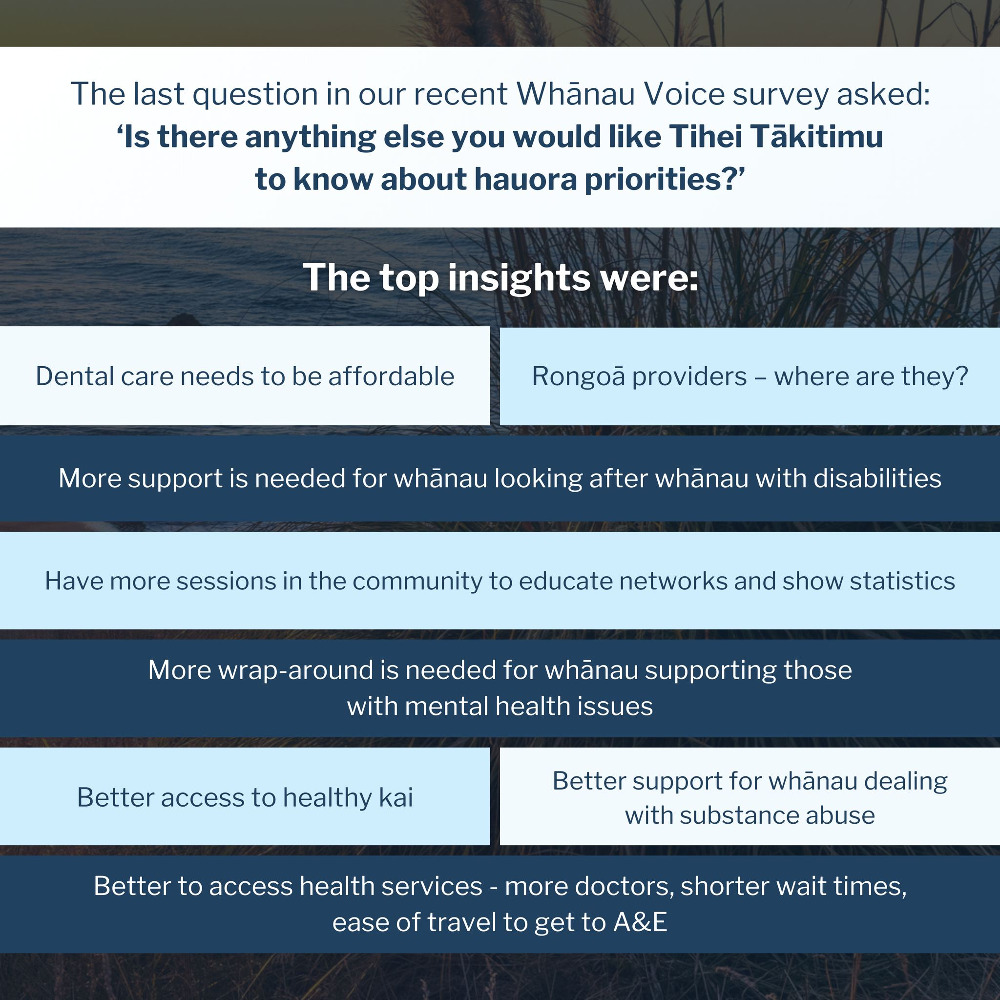 The last question in our recent Whānau Voice survey asked:
‘Is there anything else you would like Tihei Tākitimu
to know about hauora priorities?’
The top insights were:
Dental care needs to be affordable
Rongoā providers – where are they?
More support is needed for whānau looking after whānau with disabilities
Have more sessions in the community to educate networks and show statistics
More wrap-around is needed for whānau supporting those
with mental health issues
Better access to healthy kai
Better support for whānau dealing
with substance abuse
Better to access health services - more doctors, shorter wait times,
ease of travel to get to A&E